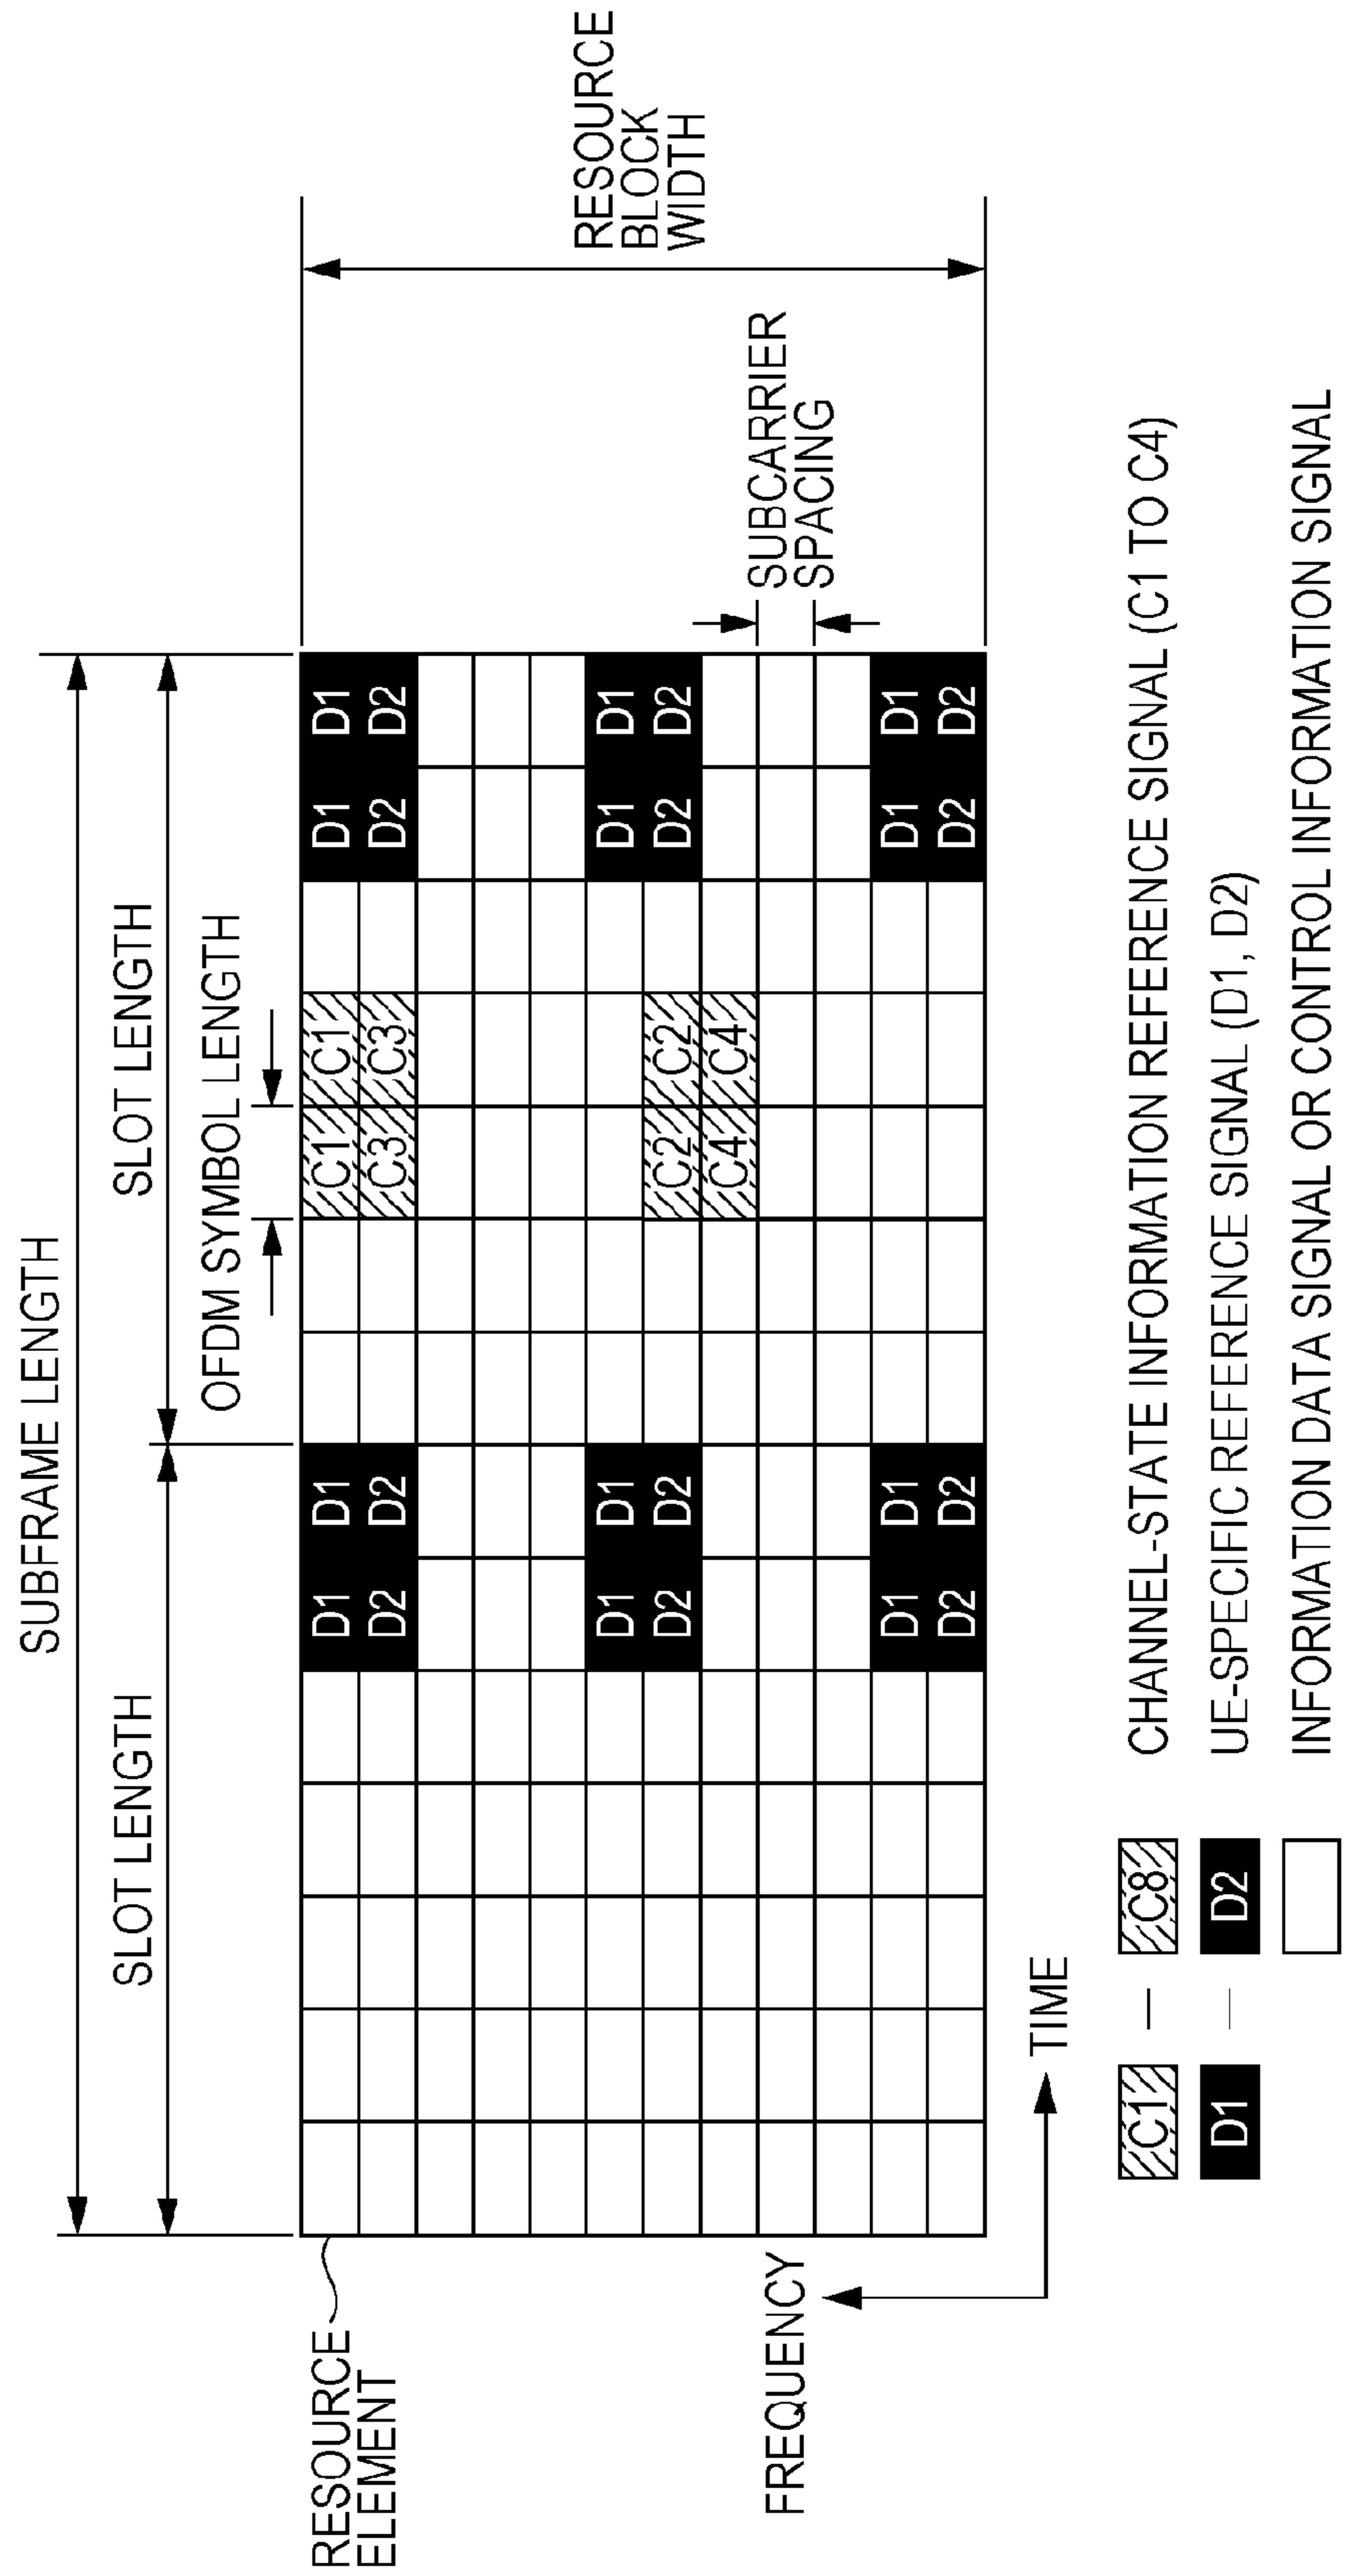 SUBFRAME LENGTH
SLOT LENGTH
SLOT LENGTH
OFDM SYMBOL LENGTH
RESOURCE
ELEMENT
D1 D1 C1 C1 D1 D1
D2 D2 C3 C3 D2 D2
D1 D1 D1 D1
D2 D2 C2 C2 D2 D2
C4 C4
D1 D1 D1 D1
D2 D2 D2 D2
RESOURCE
BLOCK
WIDTH
SUBCARRIER
SPACING
FREQUENCY
TIME
C1 — C8 CHANNEL-STATE INFORMATION REFERENCE SIGNAL (C1 TO C4)
D1 — D2 UE-SPECIFIC REFERENCE SIGNAL (D1, D2)
INFORMATION DATA SIGNAL OR CONTROL INFORMATION SIGNAL